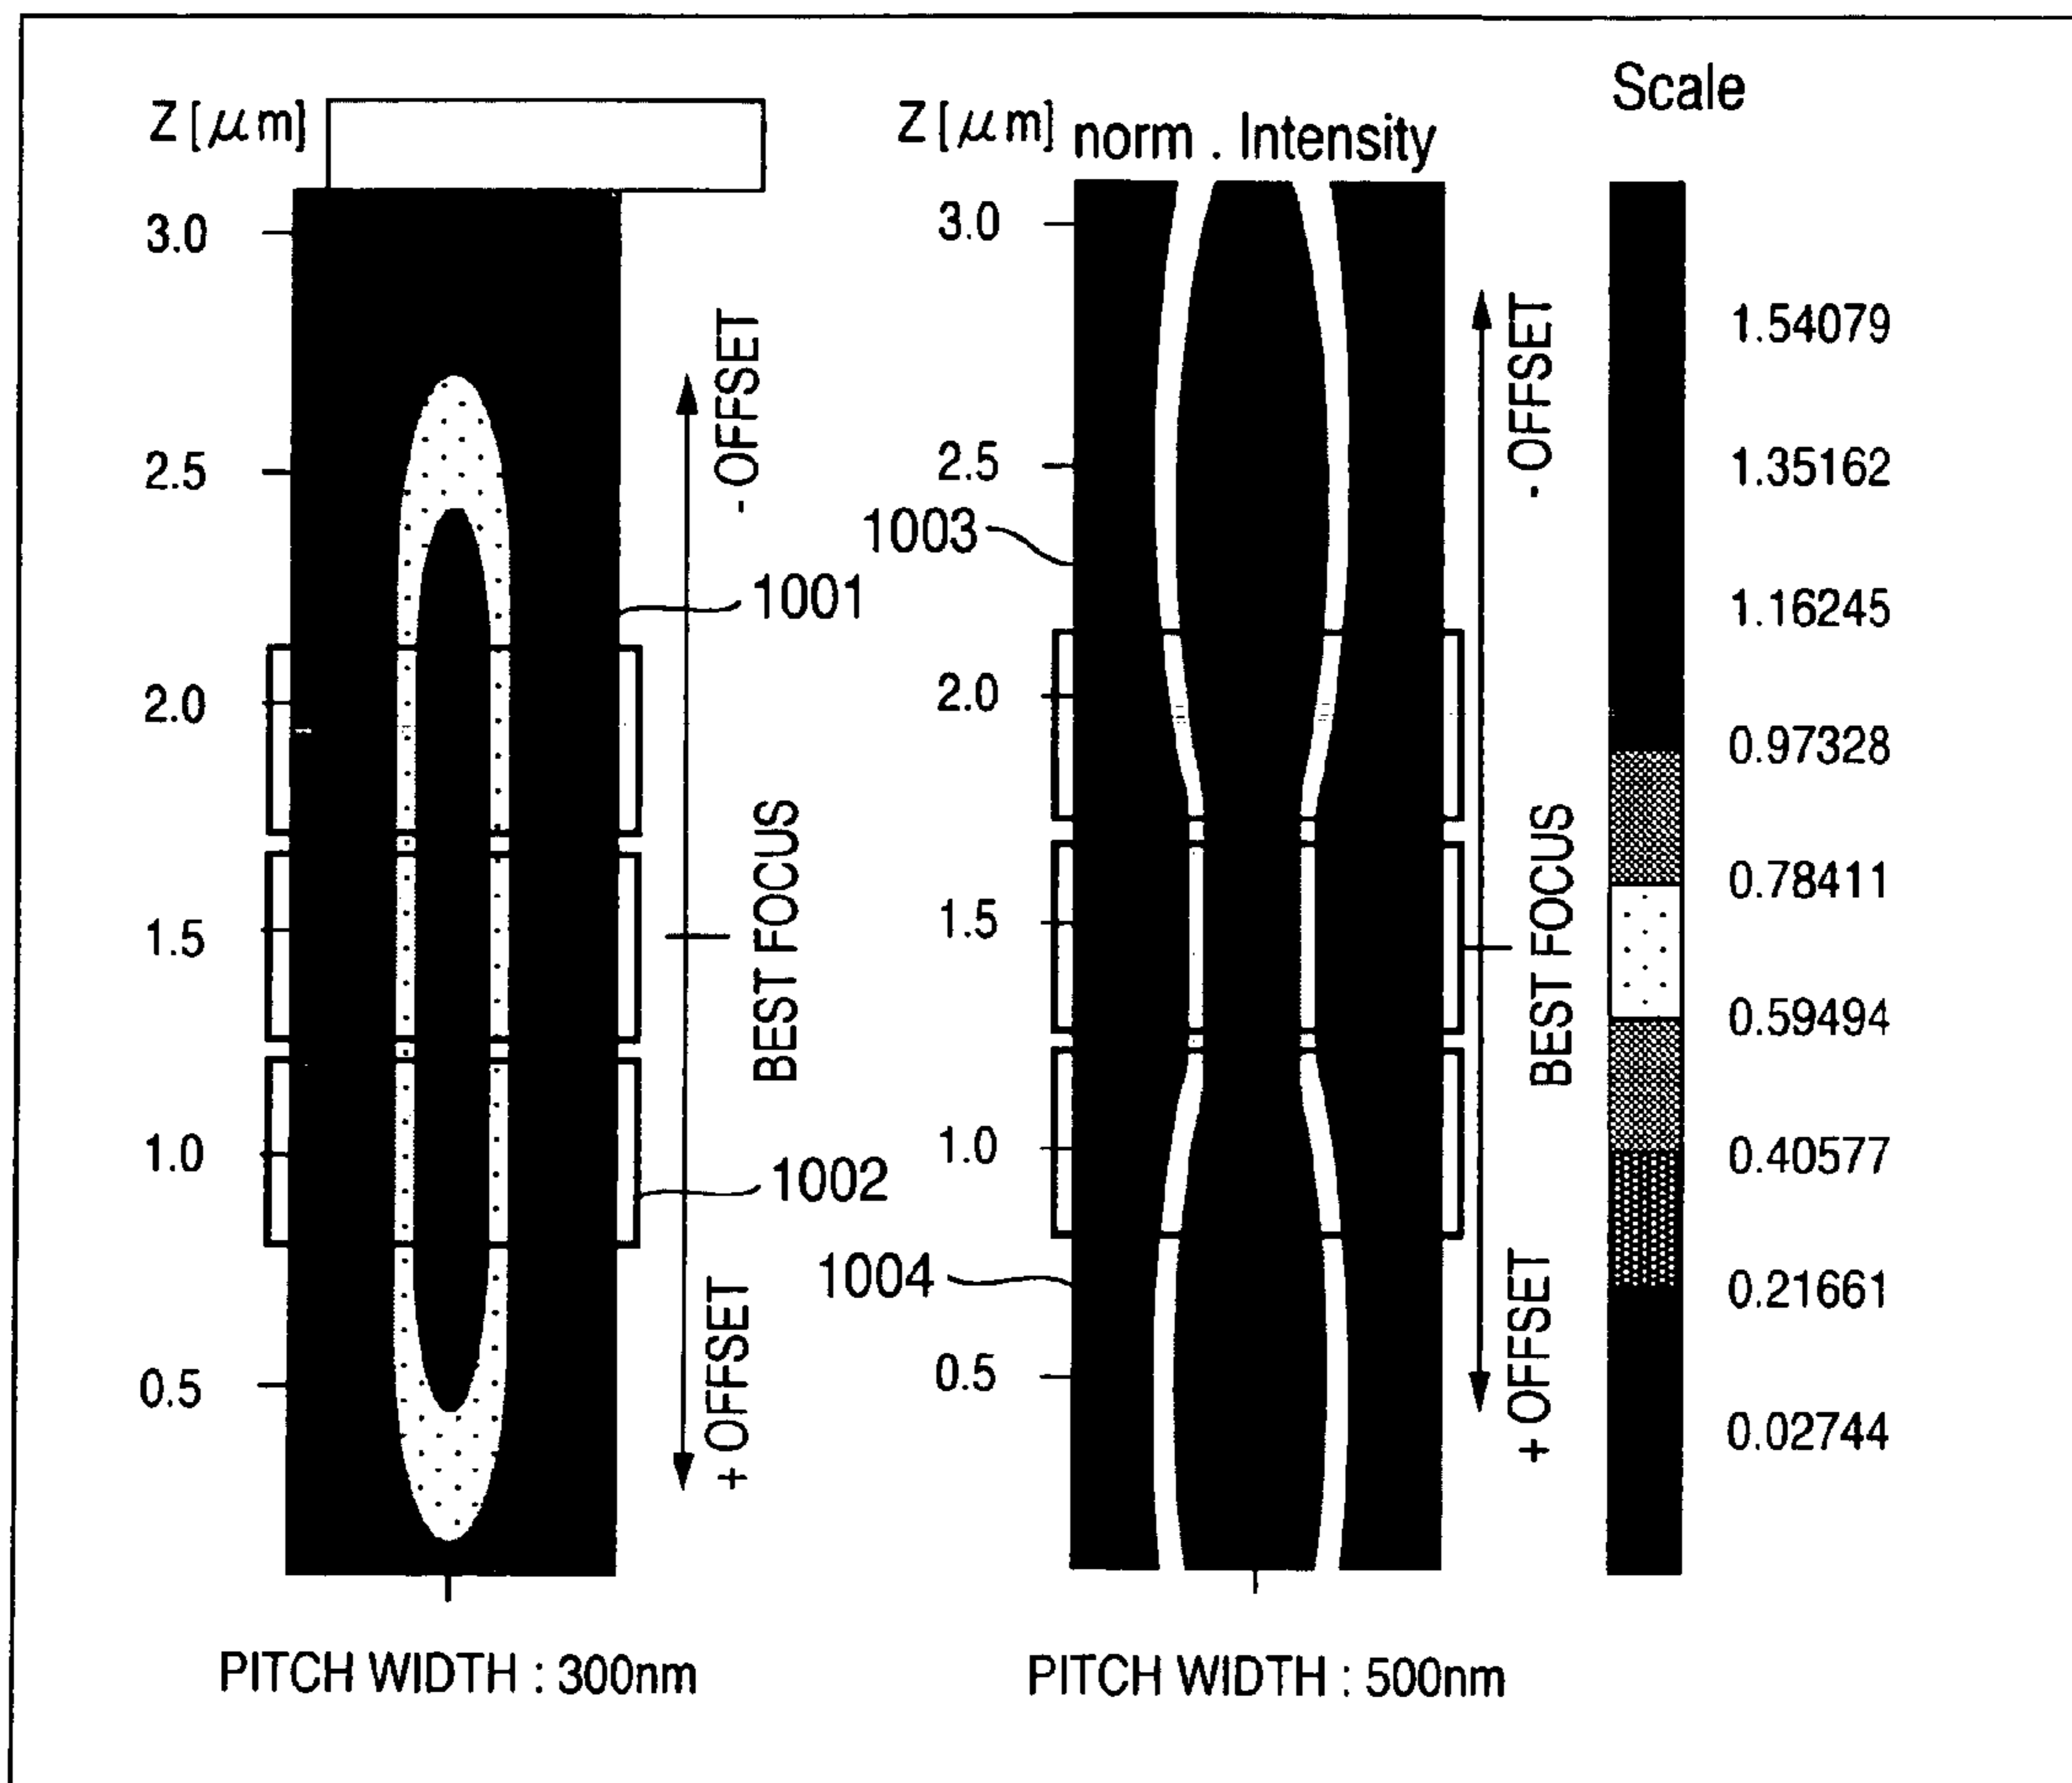 Z [μm]
3.0
2.5
2.0
1.5
1.0
0.5
- OFFSET
BEST FOCUS
+ OFFSET
1001
1002
PITCH WIDTH : 300nm
Z [μm] norm . Intensity
3.0
2.5
2.0
1.5
1.0
0.5
1003
1004
- OFFSET
BEST FOCUS
+ OFFSET
PITCH WIDTH : 500nm
Scale
1.54079
1.35162
1.16245
0.97328
0.78411
0.59494
0.40577
0.21661
0.02744